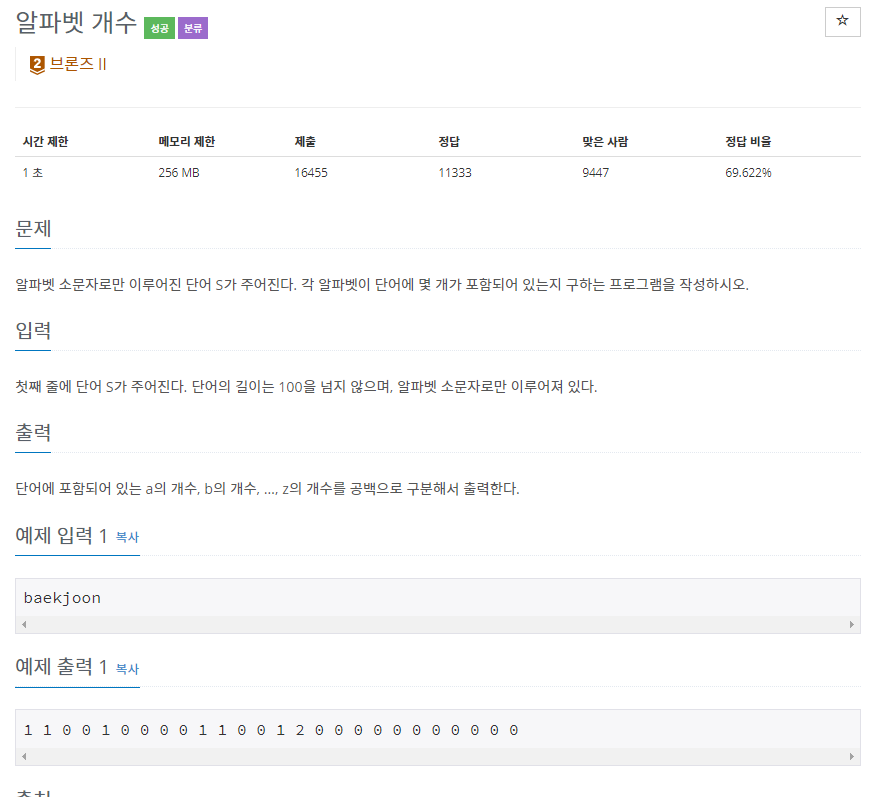 알파벳 개수 성공 분류
☆
2 브론즈 II
시간 제한 메모리 제한 제출 정답 맞은 사람 정답 비율
1 초 256 MB 16455 11333 9447 69.622%
문제
알파벳 소문자로만 이루어진 단어 S가 주어진다. 각 알파벳이 단어에 몇 개가 포함되어 있는지 구하는 프로그램을 작성하시오.
입력
첫째 줄에 단어 S가 주어진다. 단어의 길이는 100을 넘지 않으며, 알파벳 소문자로만 이루어져 있다.
출력
단어에 포함되어 있는 a의 개수, b의 개수, …, z의 개수를 공백으로 구분해서 출력한다.
예제 입력 1 복사
baekjoon
예제 출력 1 복사
1 1 0 0 1 0 0 0 0 1 1 0 0 1 2 0 0 0 0 0 0 0 0 0 0 0